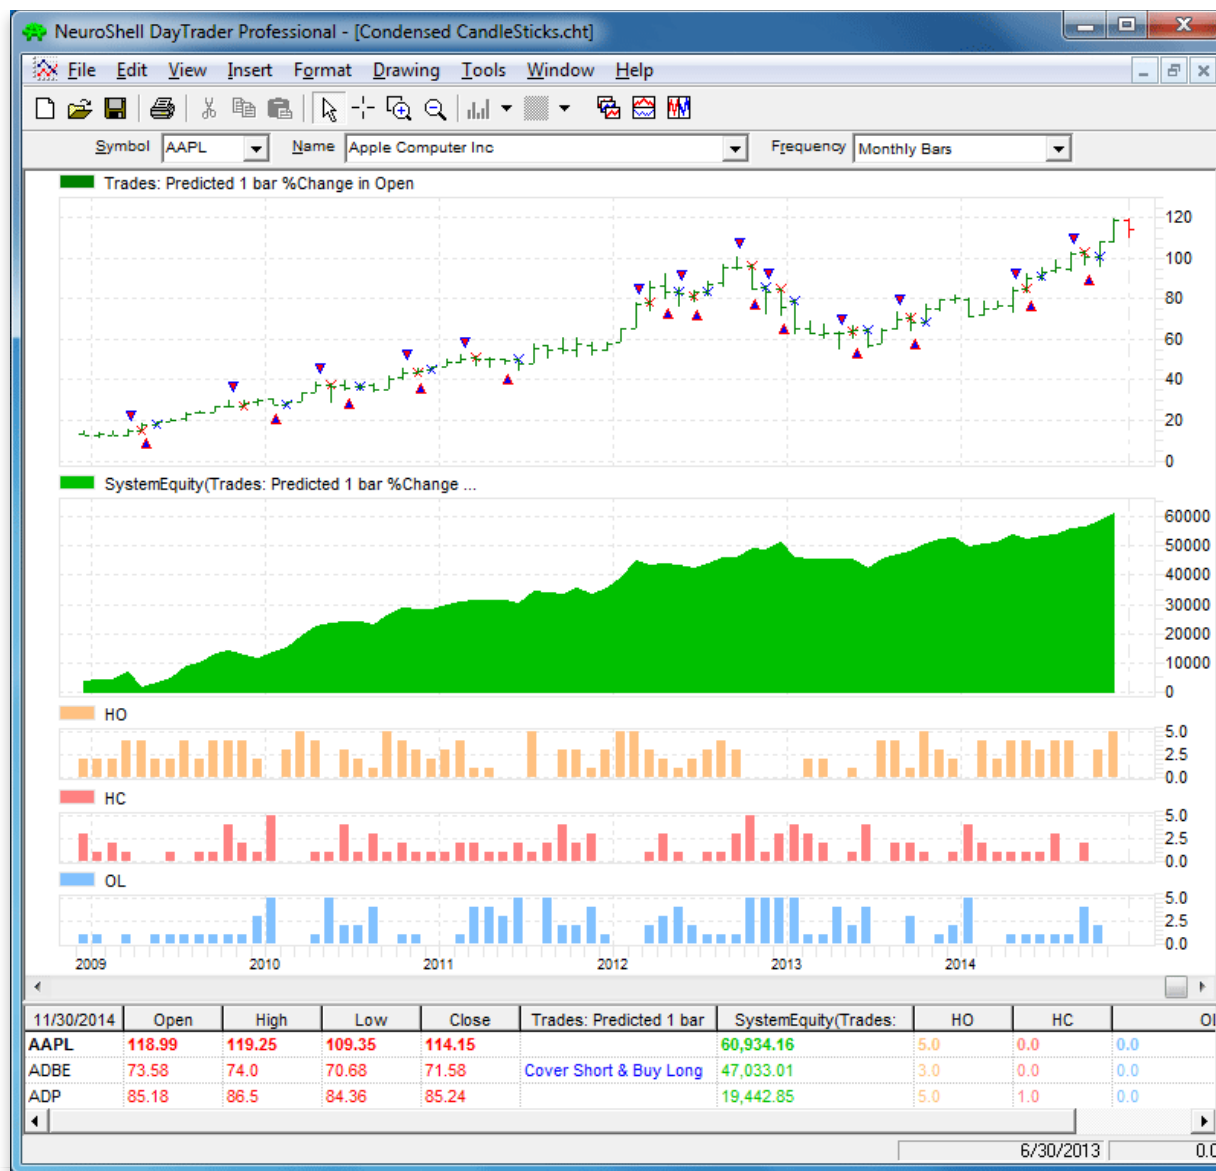 NeuroShell DayTrader Professional - [Condensed CandleSticks.cht]
File Edit View Insert Format Drawing Tools Window Help
Symbol AAPL Name Apple Computer Inc Frequency Monthly Bars
Trades: Predicted 1 bar %Change in Open
120
100
80
60
40
20
0
SystemEquity(Trades: Predicted 1 bar %Change ...
60000
50000
40000
30000
20000
10000
0
HO
5.0
2.5
0.0
HC
5.0
2.5
0.0
OL
5.0
2.5
0.0
2009 2010 2011 2012 2013 2014
11/30/2014 Open High Low Close Trades: Predicted 1 bar SystemEquity(Trades: HO HC Ol
AAPL 118.99 119.25 109.35 114.15 60,934.16 5.0 0.0 0.0
ADBE 73.58 74.0 70.68 71.58 Cover Short & Buy Long 47,033.01 3.0 0.0 0.0
ADP 85.18 86.5 84.36 85.24 19,442.85 5.0 1.0 0.0
6/30/2013 0.0